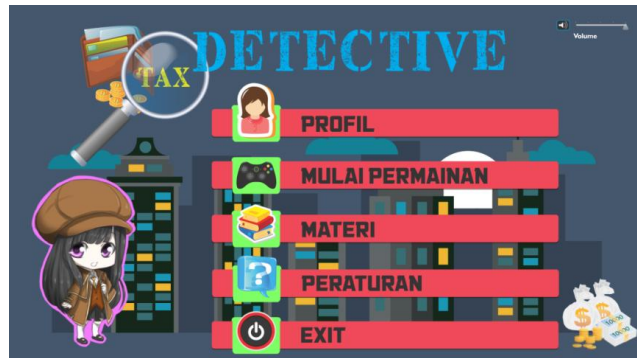 TAX DETECTIVE
Volume
PROFIL
MULAI PERMAINAN
MATERI
PERATURAN
EXIT